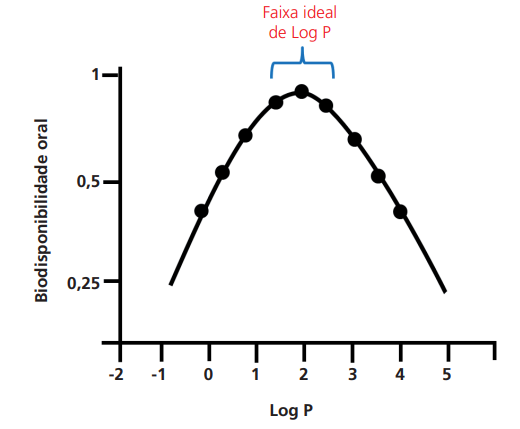 Faixa ideal
de Log P
Biodisponibilidade oral
1
0,5
0,25
-2 -1 0 1 2 3 4 5
Log P